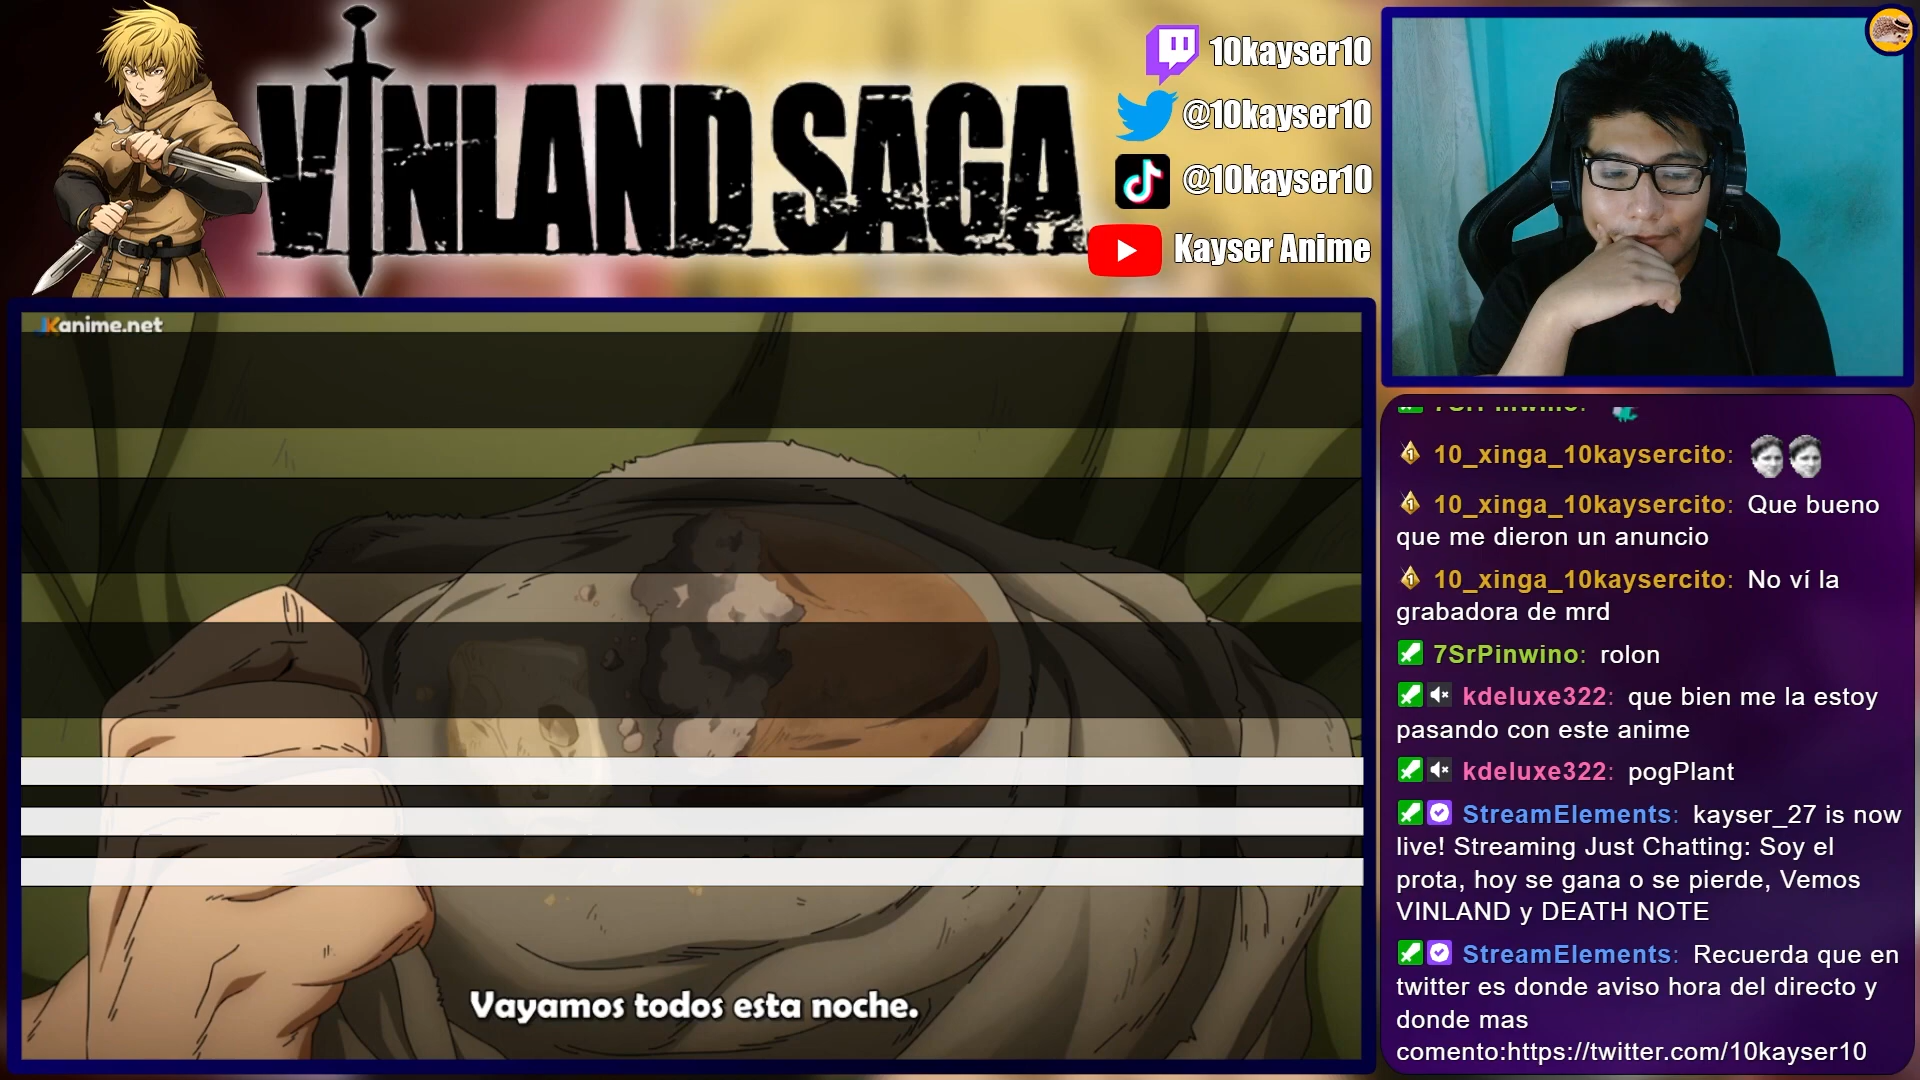 VINLAND SAGA
10kayser10
@10kayser10
@10kayser10
Kayser Anime
JKanime.net
Vayamos todos esta noche.
10_xinga_10kaysercito:
10_xinga_10kaysercito: Que bueno
que me dieron un anuncio
10_xinga_10kaysercito: No ví la
grabadora de mrd
7SrPinwino: rolon
kdeluxe322: que bien me la estoy
pasando con este anime
kdeluxe322: pogPlant
StreamElements: kayser_27 is now
live! Streaming Just Chatting: Soy el
prota, hoy se gana o se pierde, Vemos
VINLAND y DEATH NOTE
StreamElements: Recuerda que en
twitter es donde aviso hora del directo y
donde mas
comento:https://twitter.com/10kayser10